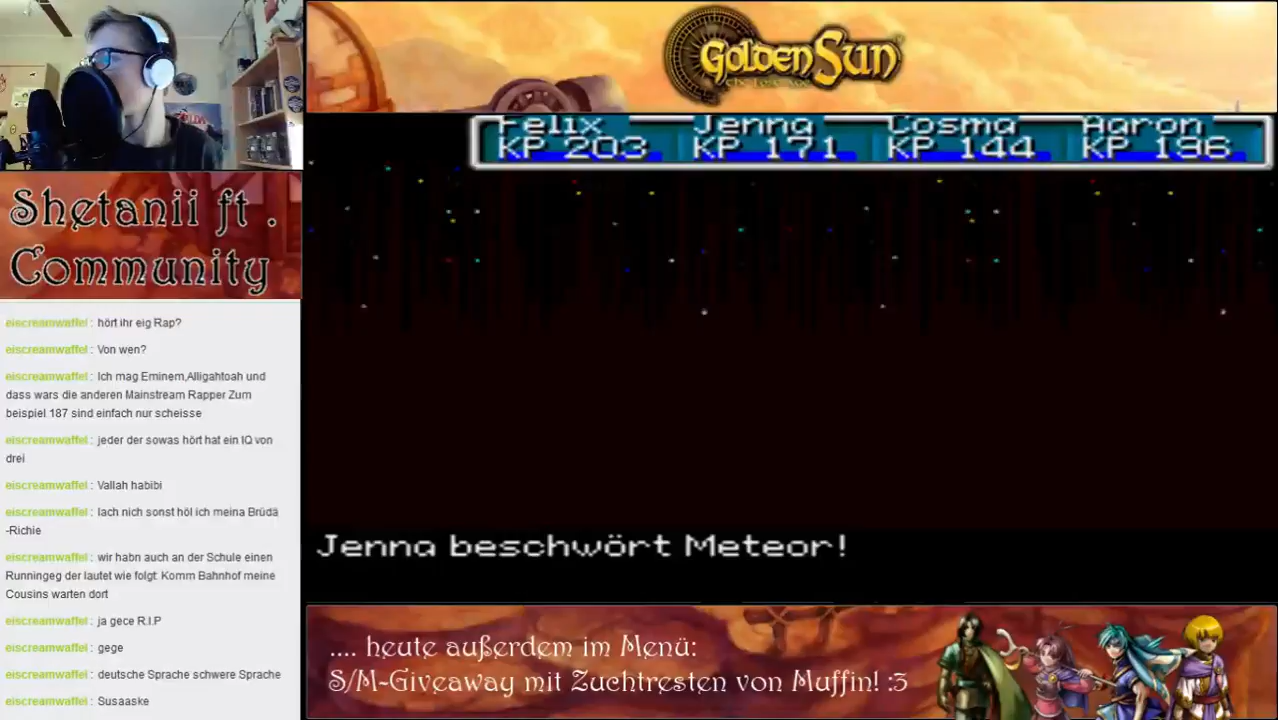 GOLDEN SUN
Felix Jenna Cosma Aaron
KP 203 KP 171 KP 144 KP 196
ZELDA
Shetanii ft .
Community
eiscreamwaffel : hört ihr eig Rap?
eiscreamwaffel : Von wen?
eiscreamwaffel : Ich mag Eminem,Alligahtoah und
dass wars die anderen Mainstream Rapper Zum
beispiel 187 sind einfach nur scheisse
eiscreamwaffel : jeder der sowas hört hat ein IQ von
drei
eiscreamwaffel : Vallah habibi
eiscreamwaffel : lach nich sonst höl ich meina Brüdä
-Richie
eiscreamwaffel : wir habn auch an der Schule einen
Runningeg der lautet wie folgt: Komm Bahnhof meine
Cousins warten dort
eiscreamwaffel : ja gece R.I.P
eiscreamwaffel : gege
eiscreamwaffel : deutsche Sprache schwere Sprache
eiscreamwaffel : Susaaske
Jenna beschwört Meteor!
.... heute außerdem im Menü:
S/M-Giveaway mit Zuchtresten von Muffin! :3